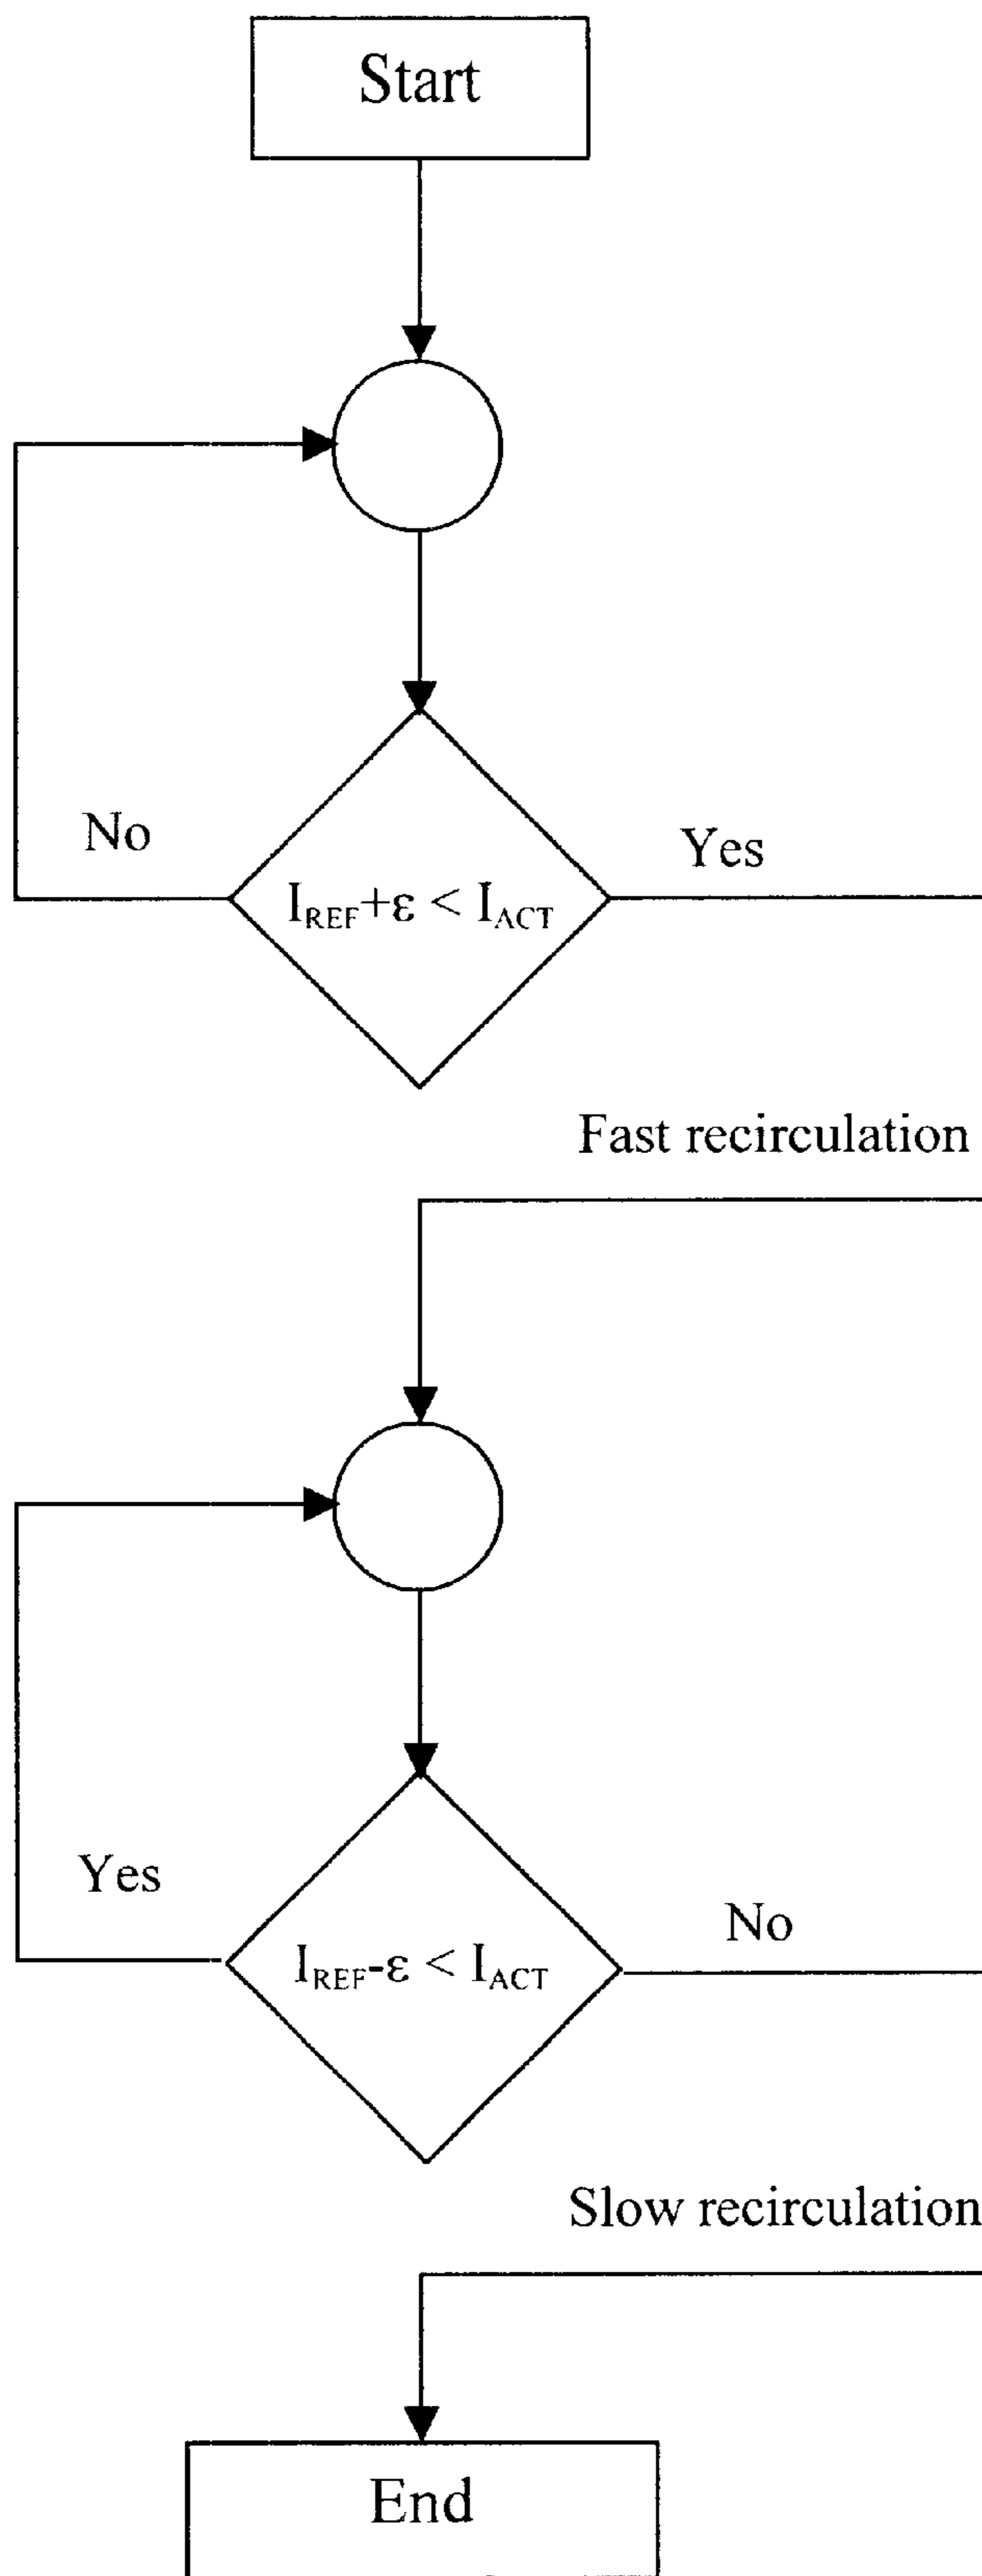 Start
No
Yes
I_REF+ε < I_ACT
Fast recirculation
Yes
No
I_REF-ε < I_ACT
Slow recirculation
End